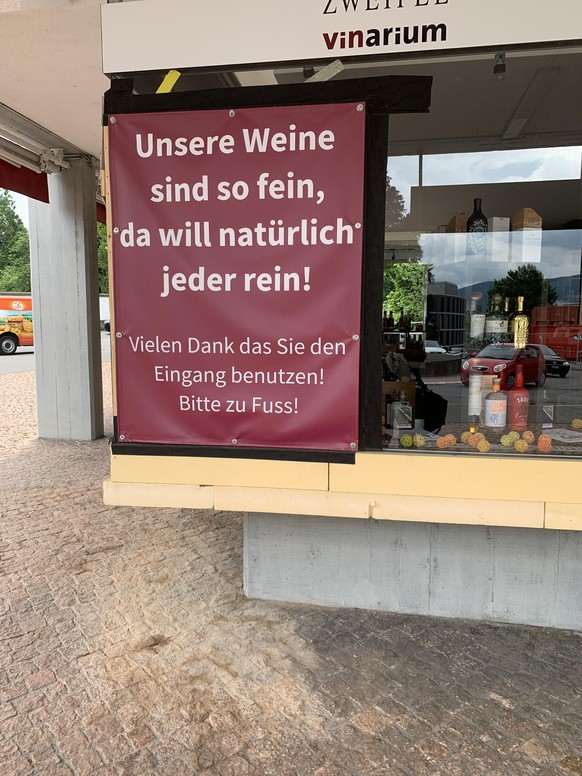 ZWEIFEL
vinarium
Unsere Weine
sind so fein,
da will natürlich
jeder rein!
Vielen Dank das Sie den
Eingang benutzen!
Bitte zu Fuss!